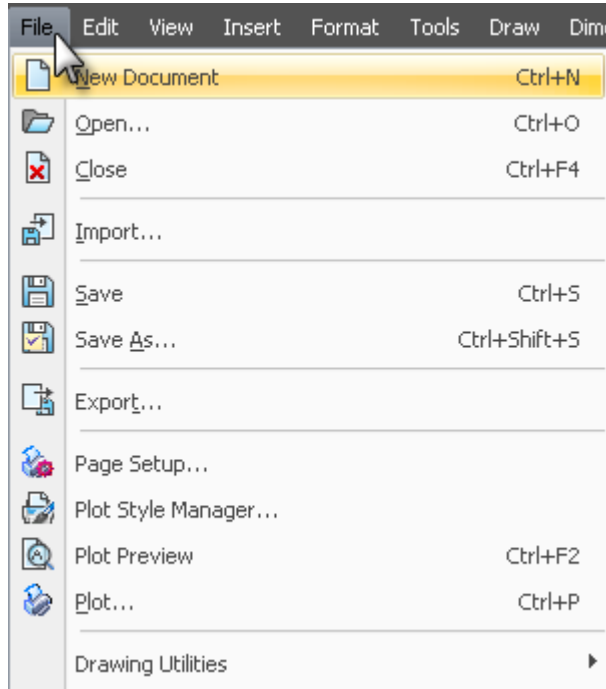 File Edit View Insert Format Tools Draw
New Document Ctrl+N
Open... Ctrl+O
Close Ctrl+F4
Import...
Save Ctrl+S
Save As... Ctrl+Shift+S
Export...
Page Setup...
Plot Style Manager...
Plot Preview Ctrl+F2
Plot... Ctrl+P
Drawing Utilities